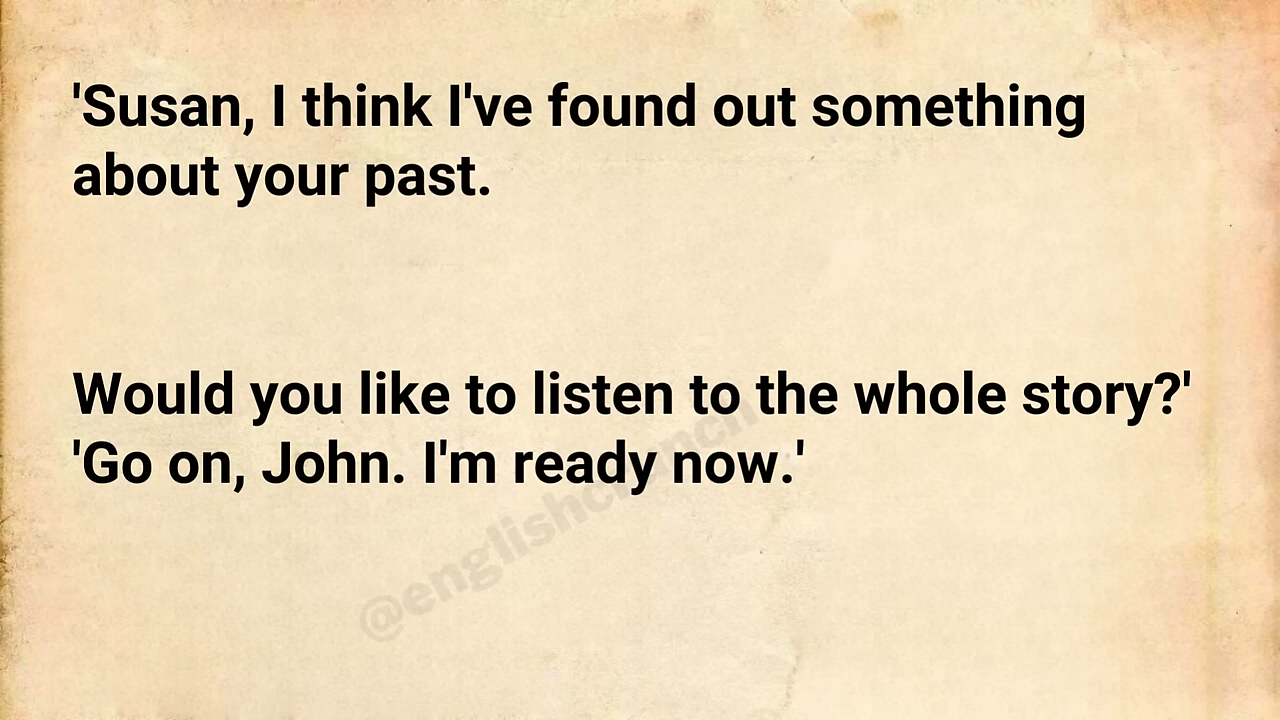 'Susan, I think I've found out something
about your past.
Would you like to listen to the whole story?'
'Go on, John. I'm ready now.'